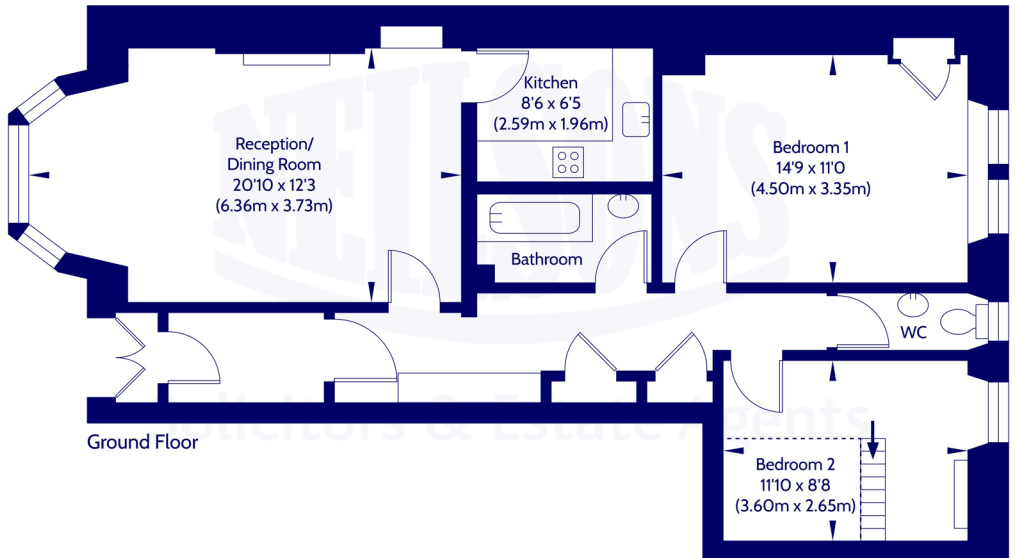 Kitchen
8'6 x 6'5
(2.59m x 1.96m)
Reception/
Dining Room
20'10 x 12'3
(6.36m x 3.73m)
Bedroom 1
14'9 x 11'0
(4.50m x 3.35m)
Bathroom
WC
Bedroom 2
11'10 x 8'8
(3.60m x 2.65m)
Ground Floor
NEILSONS
Solicitors & Estate Agents